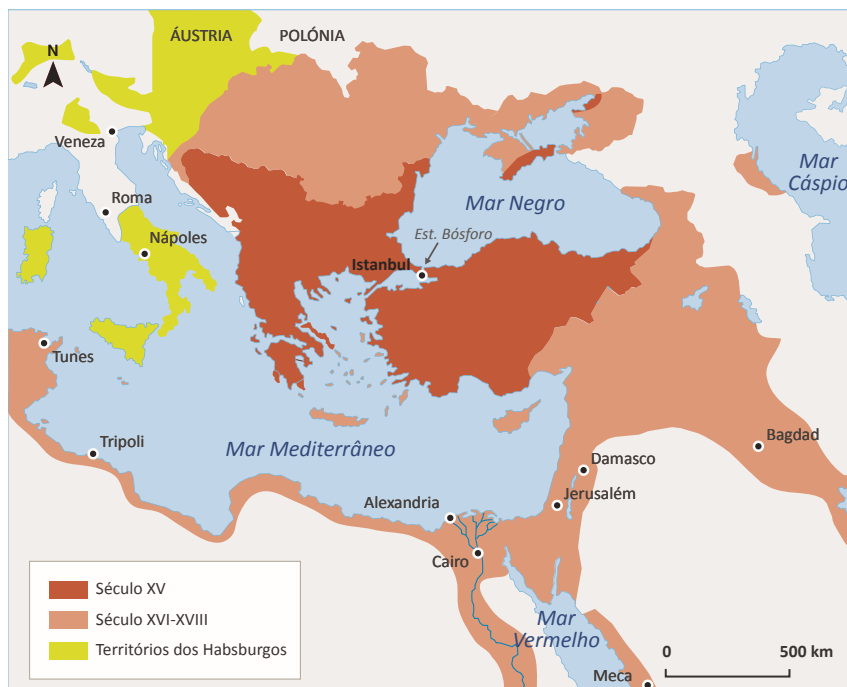 ÁUSTRIA
POLÓNIA
N
Veneza
Mar
Cáspio
Roma
Mar Negro
Nápoles
Est. Bósforo
Istanbul
Tunes
Bagdad
Tripoli
Mar Mediterrâneo
Damasco
Alexandria
Jerusalém
Cairo
Século XV
Século XVI-XVIII
Territórios dos Habsburgos
Mar
Vermelho
0
500 km
Meca